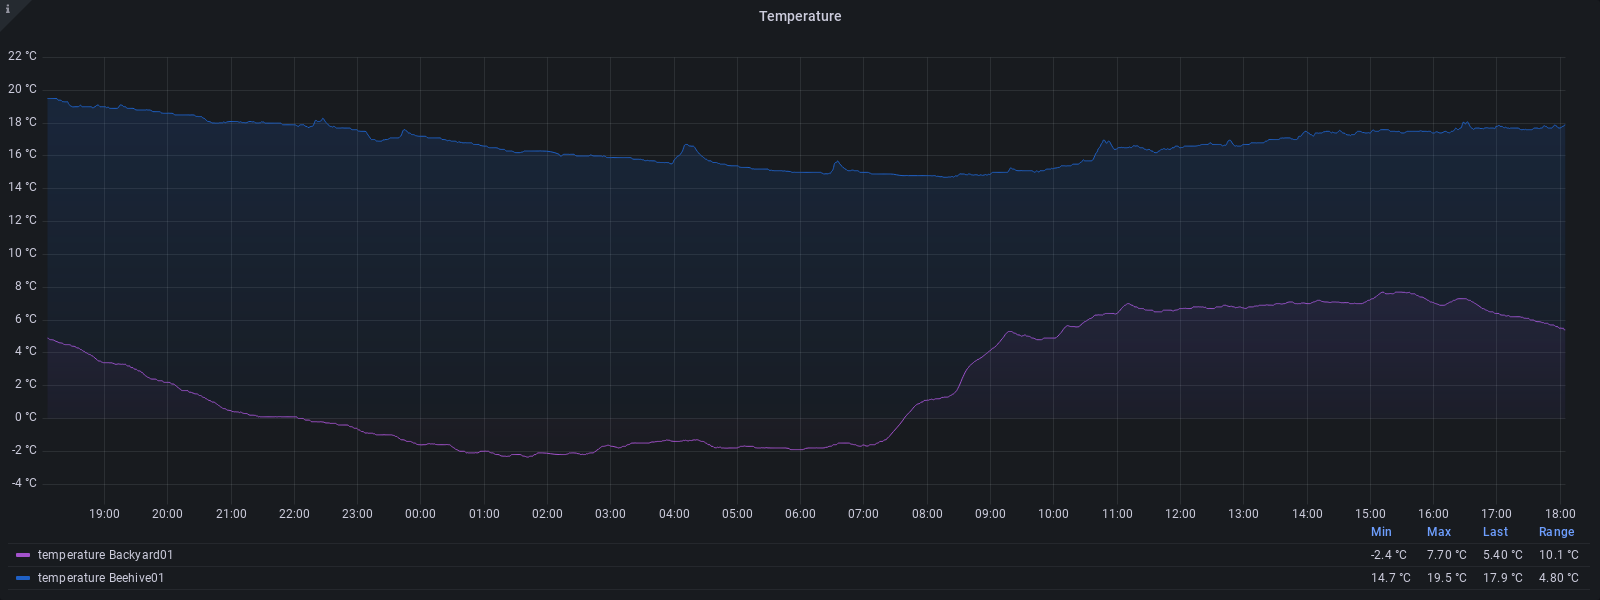 i
Temperature
22 °C
20 °C
18 °C
16 °C
14 °C
12 °C
10 °C
8 °C
6 °C
4 °C
2 °C
0 °C
-2 °C
-4 °C
19:00 20:00 21:00 22:00 23:00 00:00 01:00 02:00 03:00 04:00 05:00 06:00 07:00 08:00 09:00 10:00 11:00 12:00 13:00 14:00 15:00 16:00 17:00 18:00
Min Max Last Range
temperature Backyard01 -2.4 °C 7.70 °C 5.40 °C 10.1 °C
temperature Beehive01 14.7 °C 19.5 °C 17.9 °C 4.80 °C